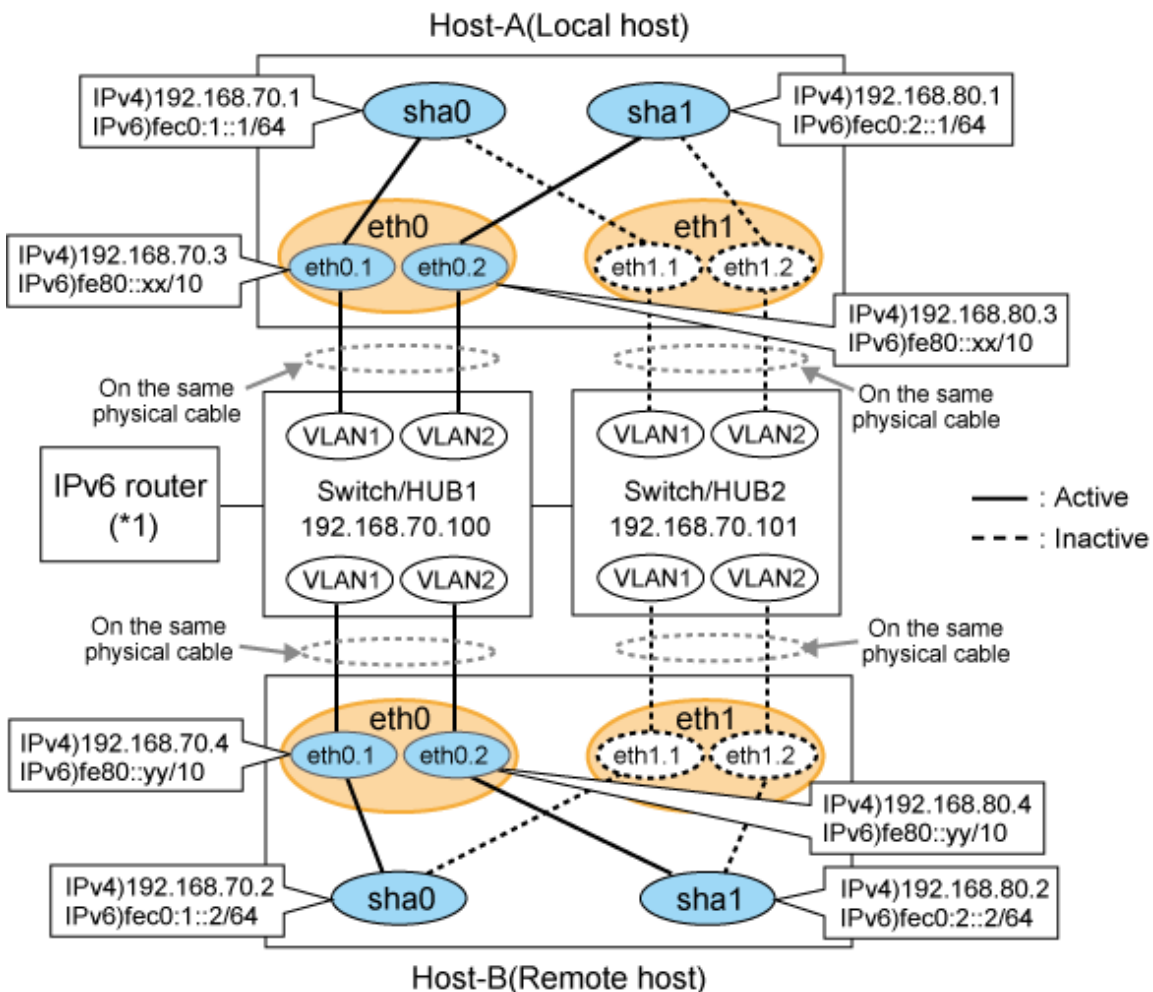 Host-A(Local host)
IPv4)192.168.70.1
IPv6)fec0:1::1/64
sha0
sha1
IPv4)192.168.80.1
IPv6)fec0:2::1/64
eth0
eth1
IPv4)192.168.70.3
IPv6)fe80::xx/10
eth0.1
eth0.2
eth1.1
eth1.2
IPv4)192.168.80.3
IPv6)fe80::xx/10
On the same
physical cable
On the same
physical cable
VLAN1
VLAN2
VLAN1
VLAN2
IPv6 router
(*1)
Switch/HUB1
192.168.70.100
Switch/HUB2
192.168.70.101
: Active
: Inactive
VLAN1
VLAN2
VLAN1
VLAN2
On the same
physical cable
On the same
physical cable
eth0
eth1
IPv4)192.168.70.4
IPv6)fe80::yy/10
eth0.1
eth0.2
eth1.1
eth1.2
IPv4)192.168.80.4
IPv6)fe80::yy/10
IPv4)192.168.70.2
IPv6)fec0:1::2/64
sha0
sha1
IPv4)192.168.80.2
IPv6)fec0:2::2/64
Host-B(Remote host)